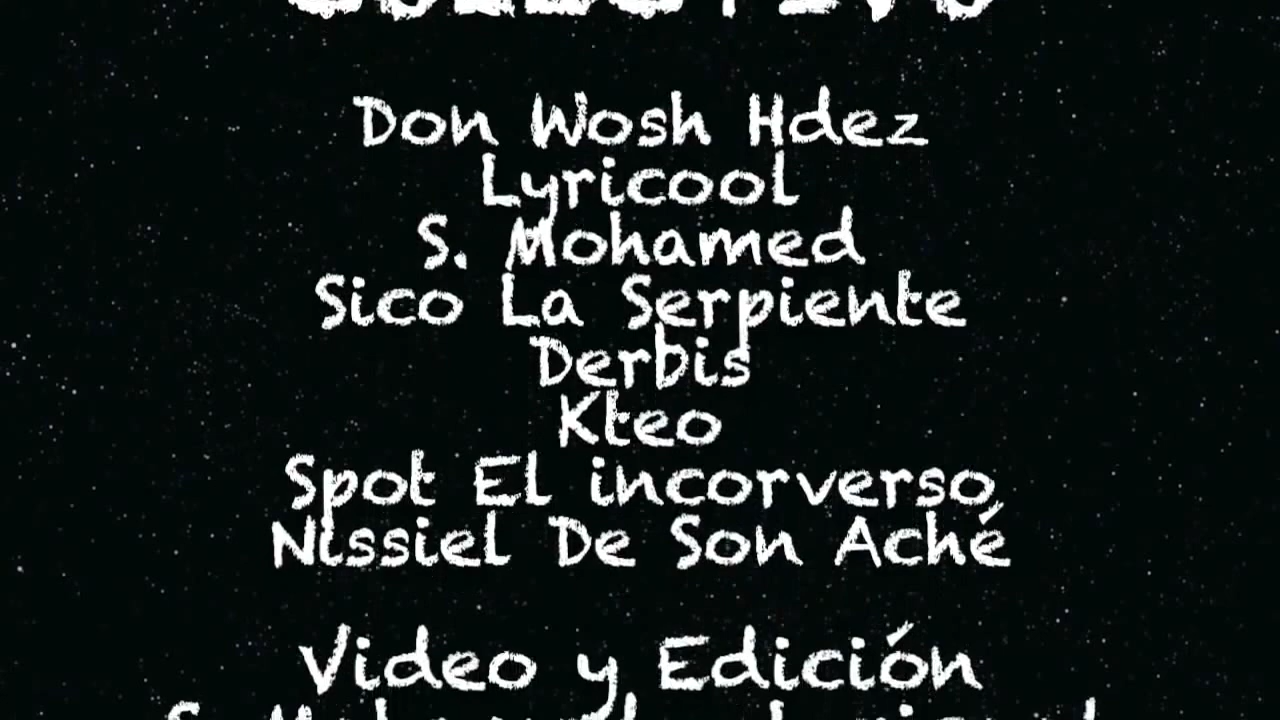 Don Wosh Hdez
Lyricool
S. Mohamed
Sico La Serpiente
Derbis
Kteo
Spot El incorverso
Nissiel De Son Aché
Video y Edición